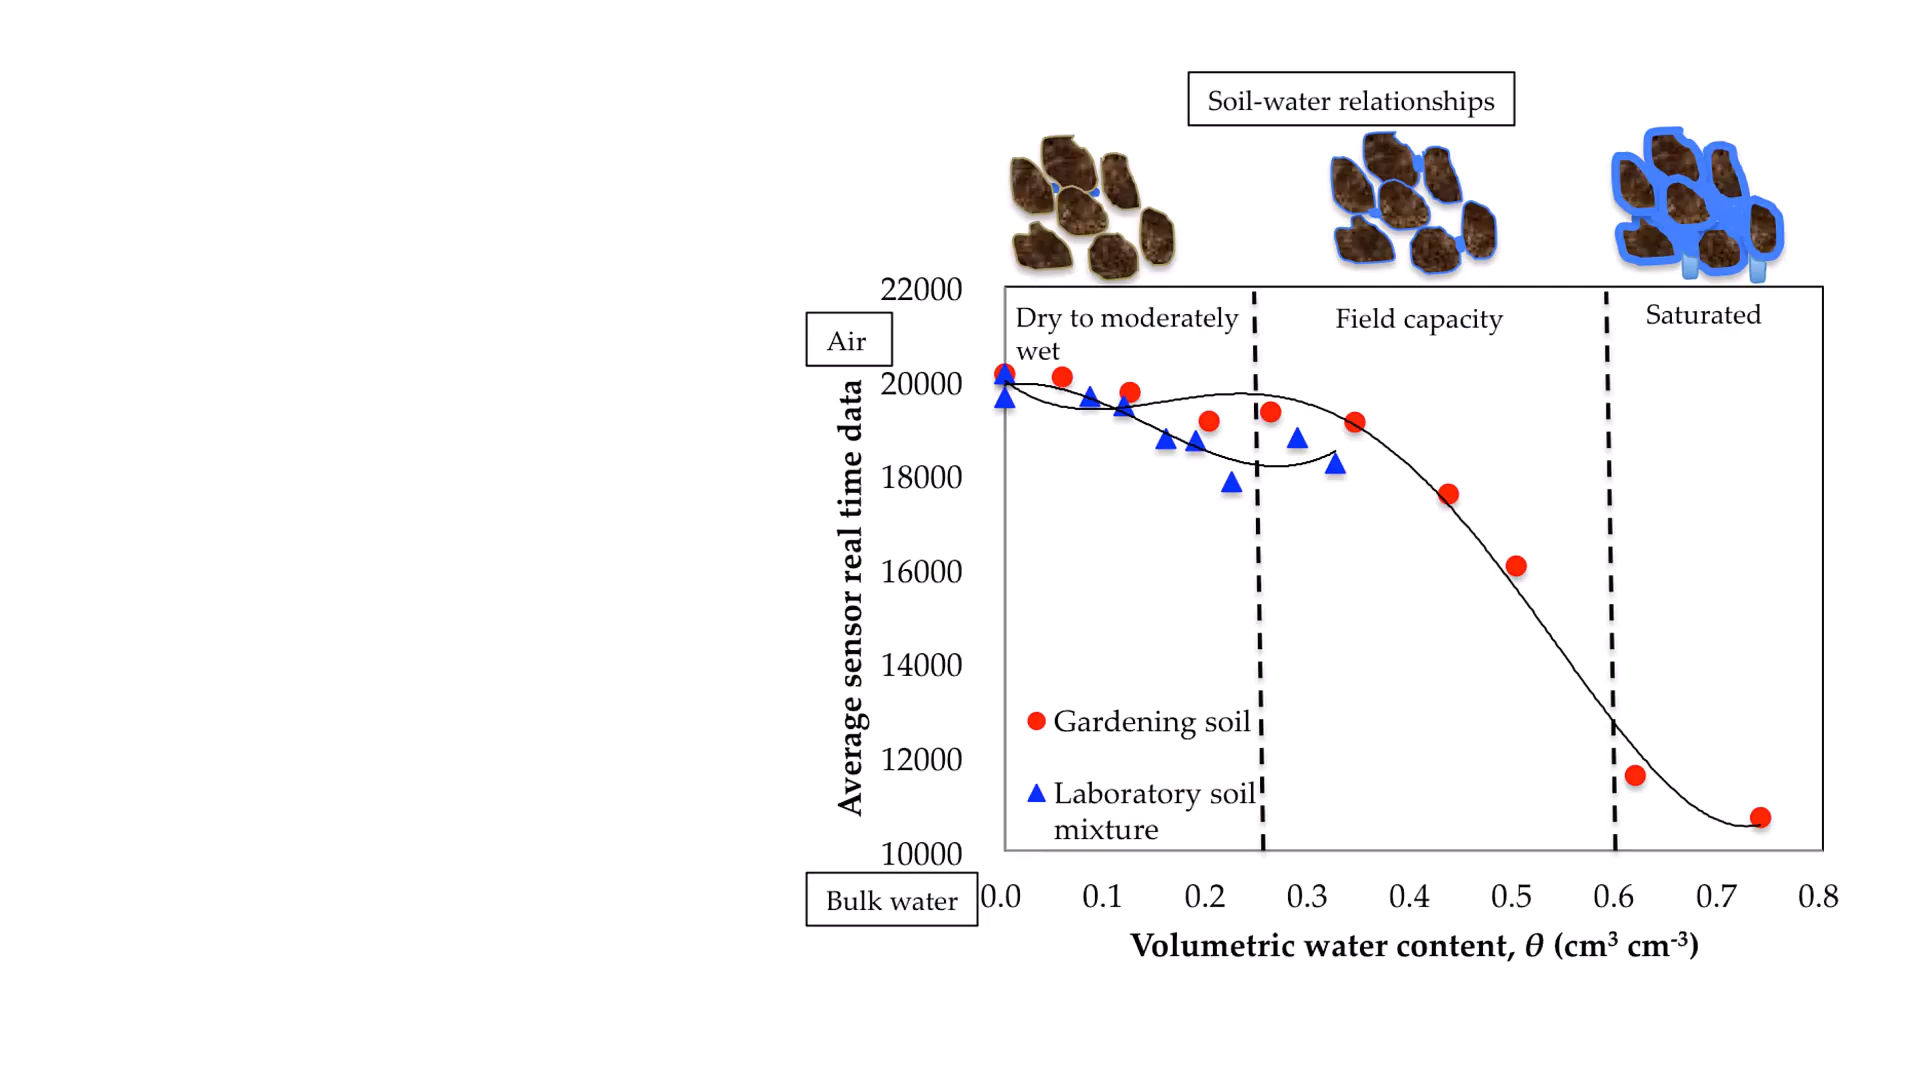 Soil-water relationships
22000
Dry to moderately
wet
Field capacity
Saturated
Air
20000
18000
16000
14000
12000
10000
Average sensor real time data
Gardening soil
Laboratory soil
mixture
Bulk water
0.0 0.1 0.2 0.3 0.4 0.5 0.6 0.7 0.8
Volumetric water content, θ (cm³ cm⁻³)